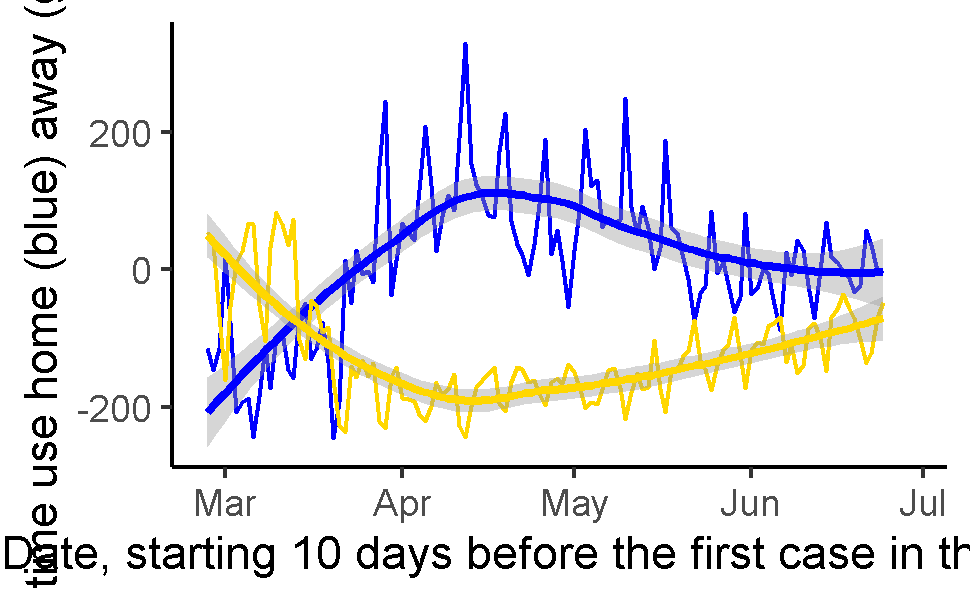 time use home (blue) away (
200
0
-200
Mar Apr May Jun Jul
Date, starting 10 days before the first case in th